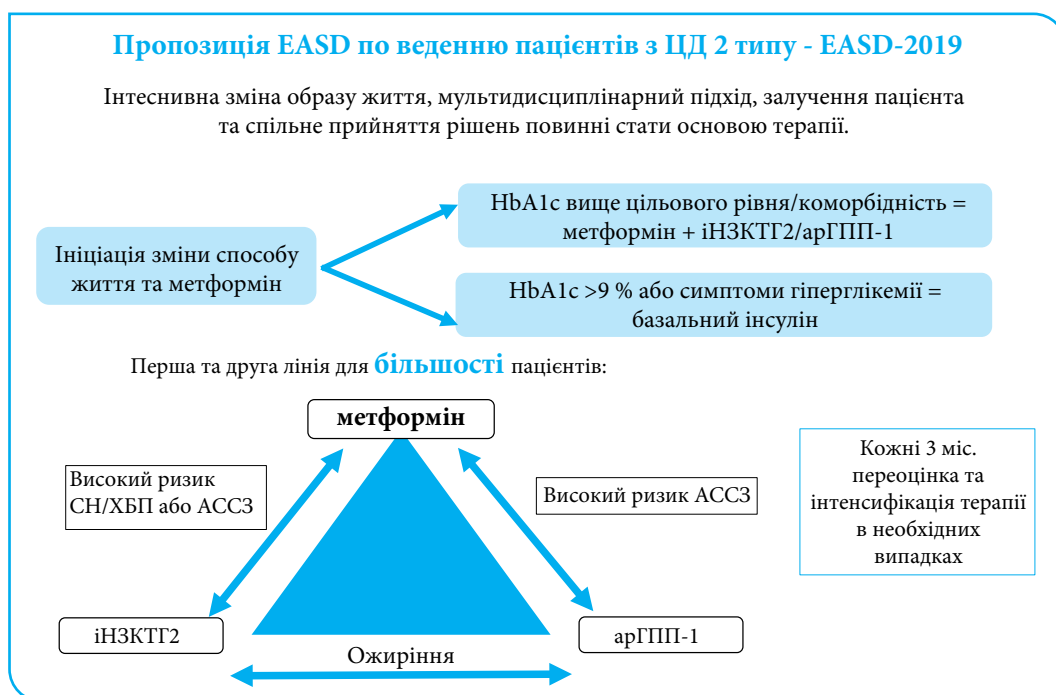 Пропозиція EASD по веденню пацієнтів з ЦД 2 типу - EASD-2019
Інтеснивна зміна образу життя, мультидисциплінарний підхід, залучення пацієнта
та спільне прийняття рішень повинні стати основою терапії.
HbA1c вище цільового рівня/коморбідність =
метформін + іНЗКТГ2/арГПП-1
Ініціація зміни способу
життя та метформін
HbA1c >9 % або симптоми гіперглікемії =
базальний інсулін
Перша та друга лінія для більшості пацієнтів:
метформін
Високий ризик
СН/ХБП або АССЗ
Високий ризик АССЗ
Кожні 3 міс.
переоцінка та
інтенсифікація терапії
в необхідних
випадках
іНЗКТГ2
арГПП-1
Ожиріння